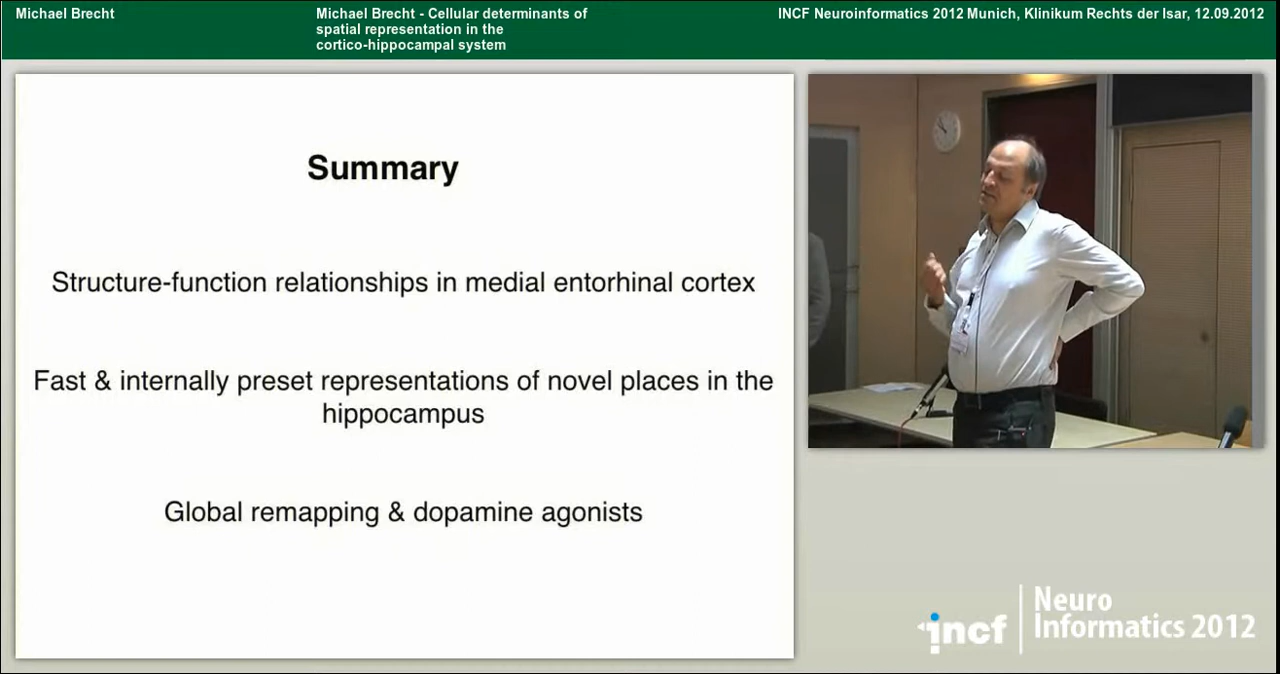 Michael Brecht
Michael Brecht - Cellular determinants of
spatial representation in the
cortico-hippocampal system
INCF Neuroinformatics 2012 Munich, Klinikum Rechts der Isar, 12.09.2012
Summary
Structure-function relationships in medial entorhinal cortex
Fast & internally preset representations of novel places in the
hippocampus
Global remapping & dopamine agonists
incf
Neuro
Informatics 2012